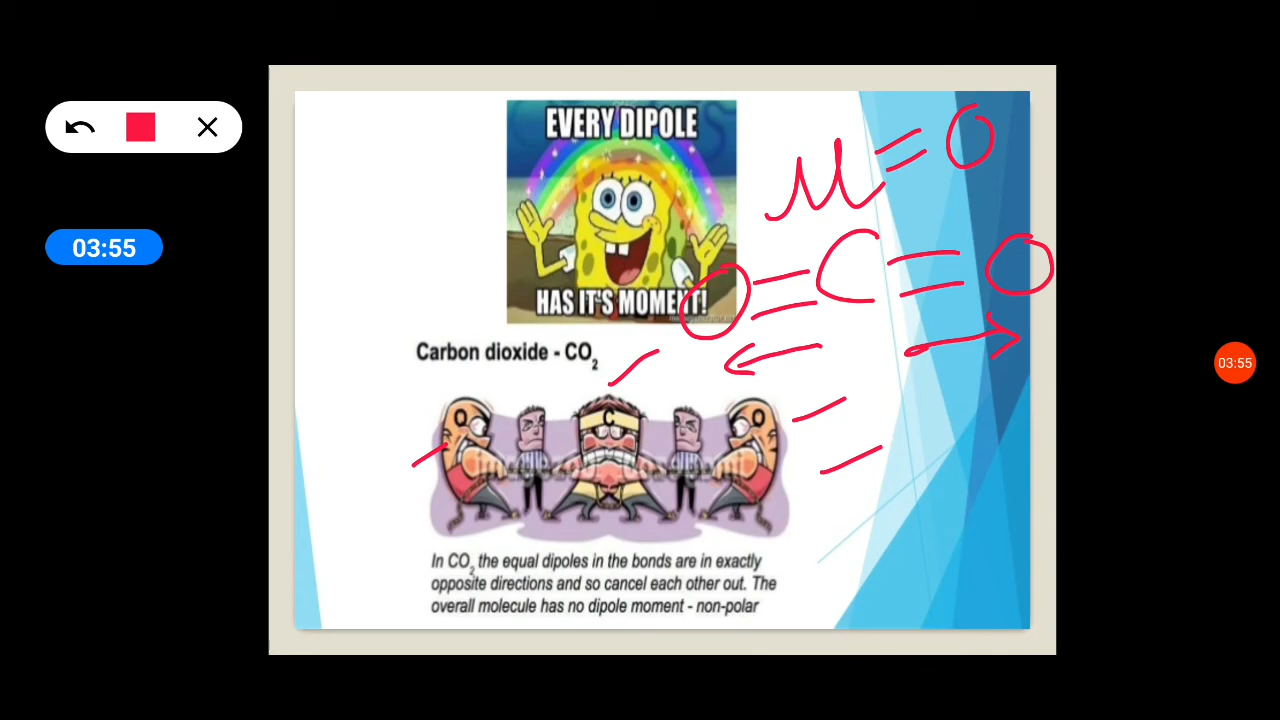 EVERY DIPOLE
HAS IT'S MOMENT!
μ = 0
O = C = O
03:55
03:55
Carbon dioxide - CO₂
O C O
In CO₂ the equal dipoles in the bonds are in exactly
opposite directions and so cancel each other out. The
overall molecule has no dipole moment - non-polar